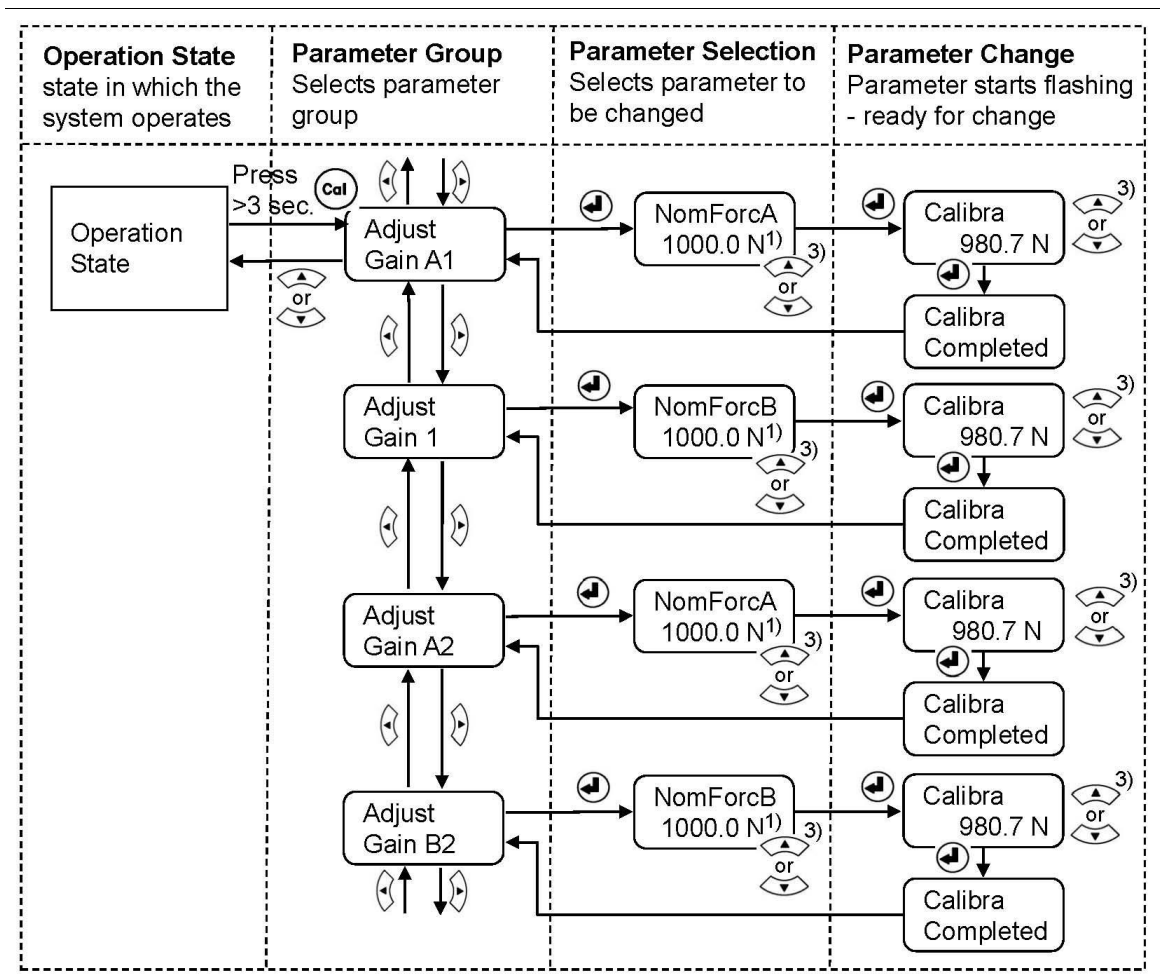 Operation State
state in which the
system operates
Parameter Group
Selects parameter
group
Parameter Selection
Selects parameter to
be changed
Parameter Change
Parameter starts flashing
- ready for change
Press
>3 sec.
Cal
Operation
State
or
Adjust
Gain A1
NomForcA
1000.0 N1)
3)
or
Calibra
980.7 N
3)
or
Calibra
Completed
Adjust
Gain 1
NomForcB
1000.0 N1)
3)
or
Calibra
980.7 N
3)
or
Calibra
Completed
Adjust
Gain A2
NomForcA
1000.0 N1)
3)
or
Calibra
980.7 N
3)
or
Calibra
Completed
Adjust
Gain B2
NomForcB
1000.0 N1)
3)
or
Calibra
980.7 N
3)
or
Calibra
Completed